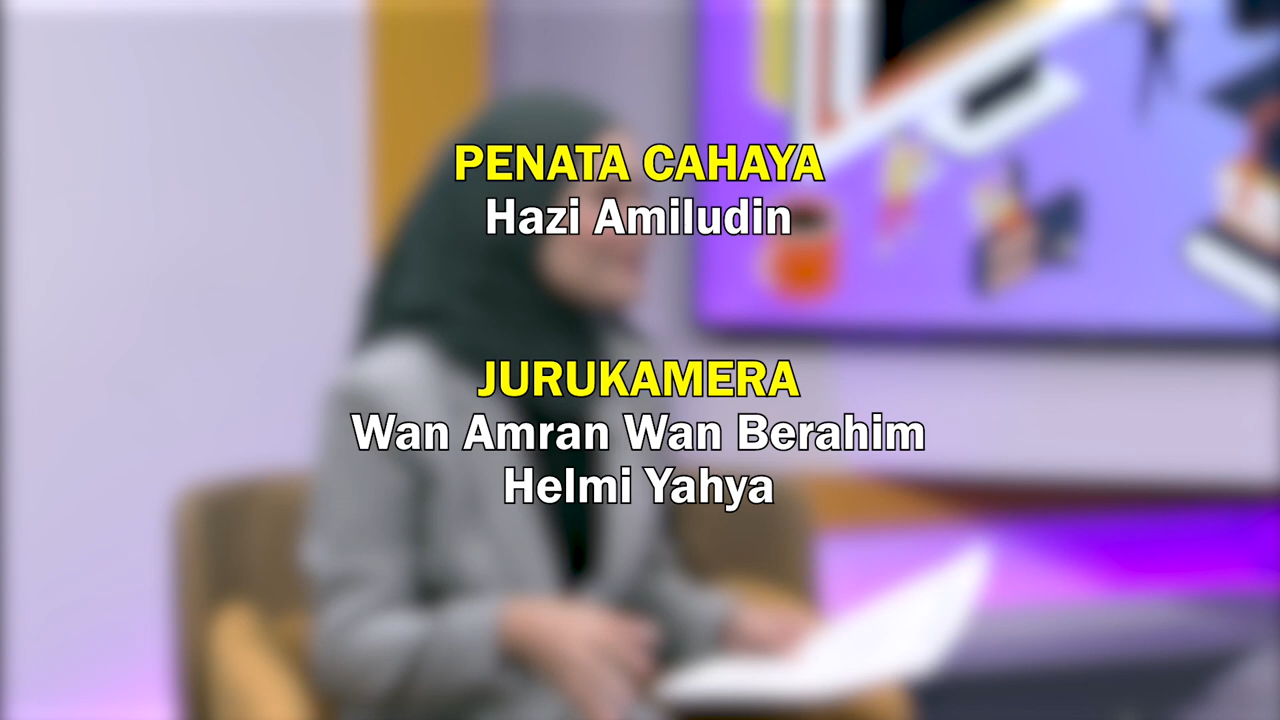 PENATA CAHAYA
Hazi Amiludin
JURUKAMERA
Wan Amran Wan Berahim
Helmi Yahya